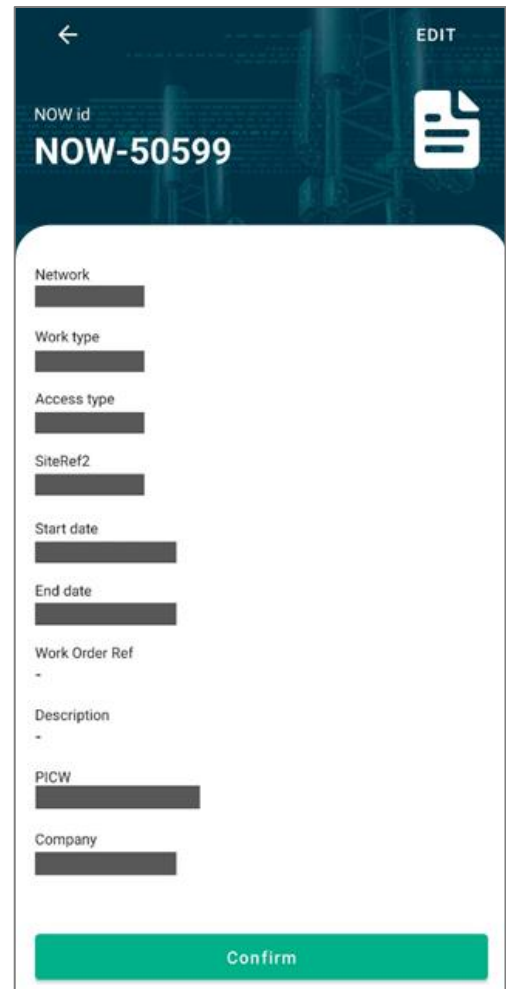 EDIT
NOW id
NOW-50599
Network
Work type
Access type
SiteRef2
Start date
End date
Work Order Ref
-
Description
-
PICW
Company
Confirm